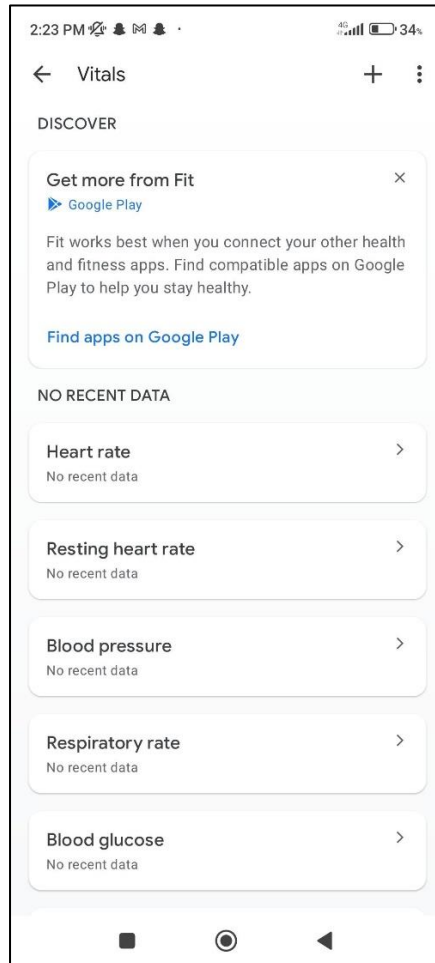 2:23 PM
4G
34%
Vitals
DISCOVER
Get more from Fit
Google Play
Fit works best when you connect your other health
and fitness apps. Find compatible apps on Google
Play to help you stay healthy.
Find apps on Google Play
NO RECENT DATA
Heart rate
No recent data
Resting heart rate
No recent data
Blood pressure
No recent data
Respiratory rate
No recent data
Blood glucose
No recent data